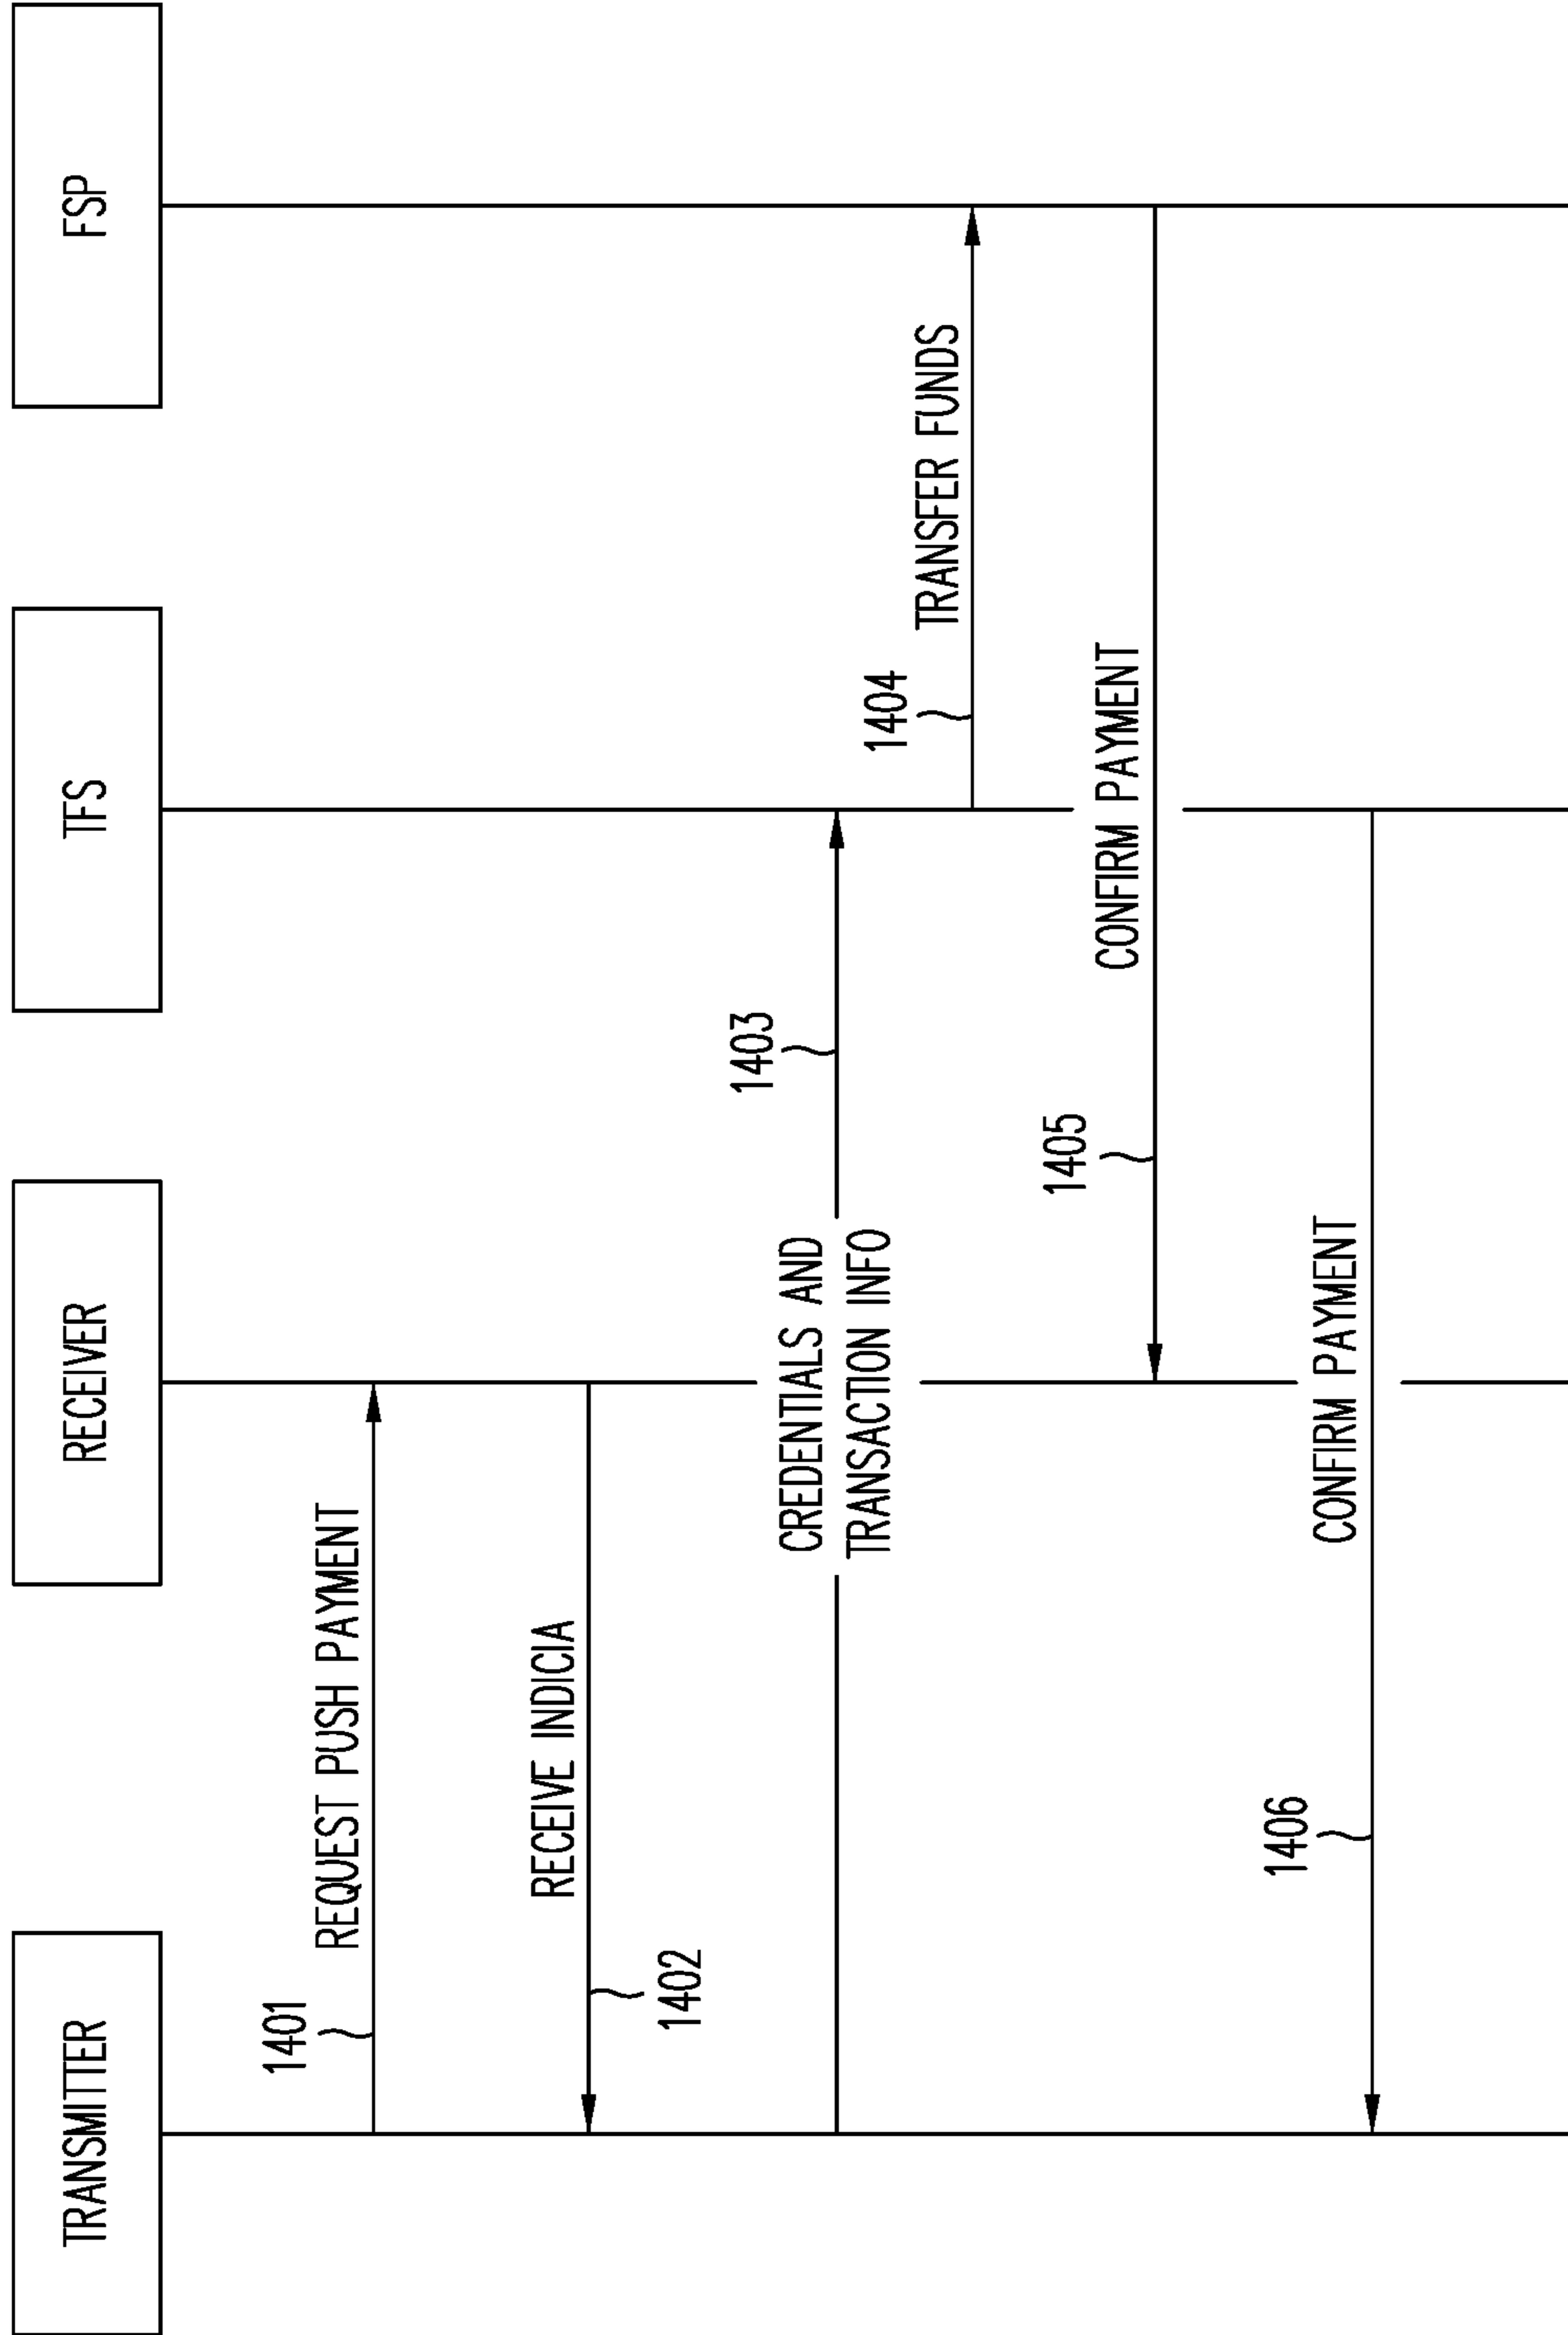 TRANSMITTER
RECEIVER
TFS
FSP
1401
REQUEST PUSH PAYMENT
RECEIVE INDICIA
1402
1403
CREDENTIALS AND
TRANSACTION INFO
1404
TRANSFER FUNDS
1405
CONFIRM PAYMENT
1406
CONFIRM PAYMENT